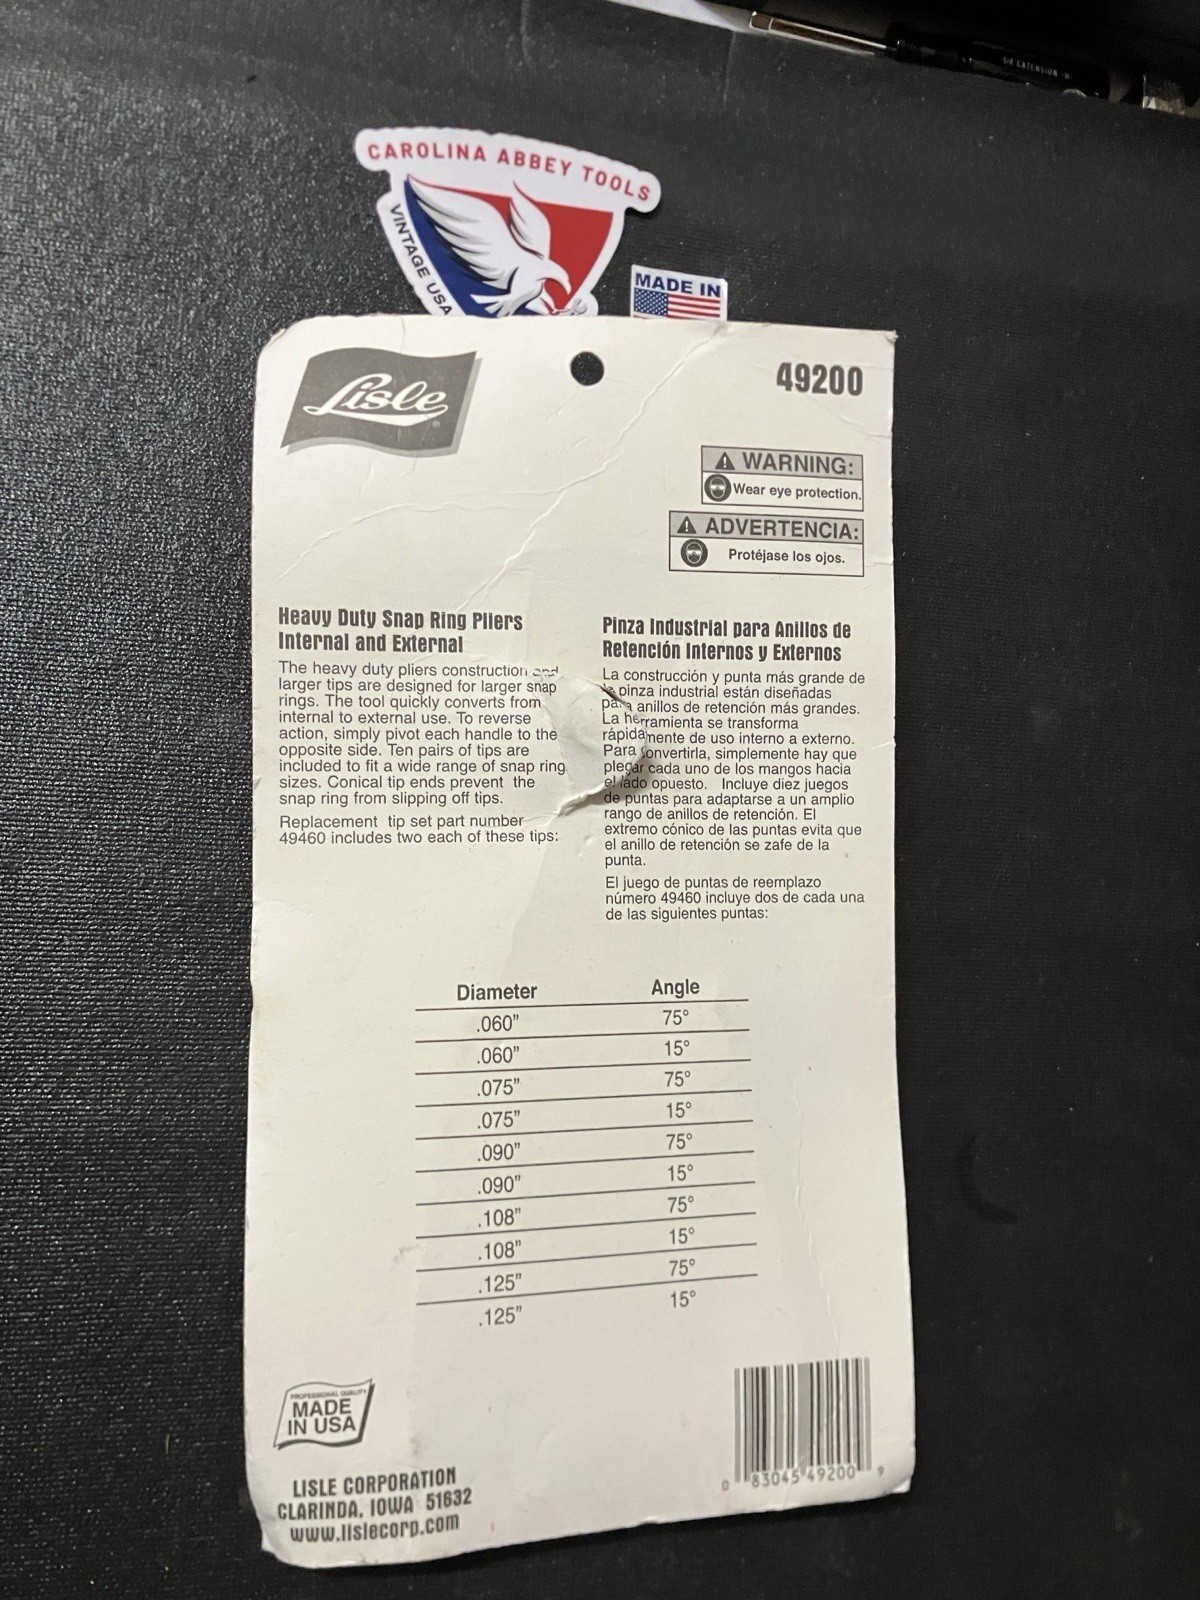 CAROLINA ABBEY TOOLS
VINTAGE USA
MADE IN
Lisle
49200
WARNING:
Wear eye protection.
ADVERTENCIA:
Protéjase los ojos.
Heavy Duty Snap Ring Pliers
Internal and External
The heavy duty pliers construction and
larger tips are designed for larger snap
rings. The tool quickly converts from
internal to external use. To reverse
action, simply pivot each handle to the
opposite side. Ten pairs of tips are
included to fit a wide range of snap ring
sizes. Conical tip ends prevent the
snap ring from slipping off tips.
Replacement tip set part number
49460 includes two each of these tips:
Pinza Industrial para Anillos de
Retención Internos y Externos
La construcción y punta más grande de
la pinza industrial están diseñadas
para anillos de retención más grandes.
La herramienta se transforma
rápidamente de uso interno a externo.
Para convertirla, simplemente hay que
plegar cada uno de los mangos hacia
el lado opuesto. Incluye diez juegos
de puntas para adaptarse a un amplio
rango de anillos de retención. El
extremo cónico de las puntas evita que
el anillo de retención se zafe de la
punta.
El juego de puntas de reemplazo
número 49460 incluye dos de cada una
de las siguientes puntas:
Diameter Angle
.060" 75°
.060" 15°
.075" 75°
.075" 15°
.090" 75°
.090" 15°
.108" 75°
.108" 15°
.125" 75°
.125" 15°
PROFESSIONAL QUALITY
MADE
IN USA
LISLE CORPORATION
CLARINDA, IOWA 51632
www.lislecorp.com
0 83045 49200 9